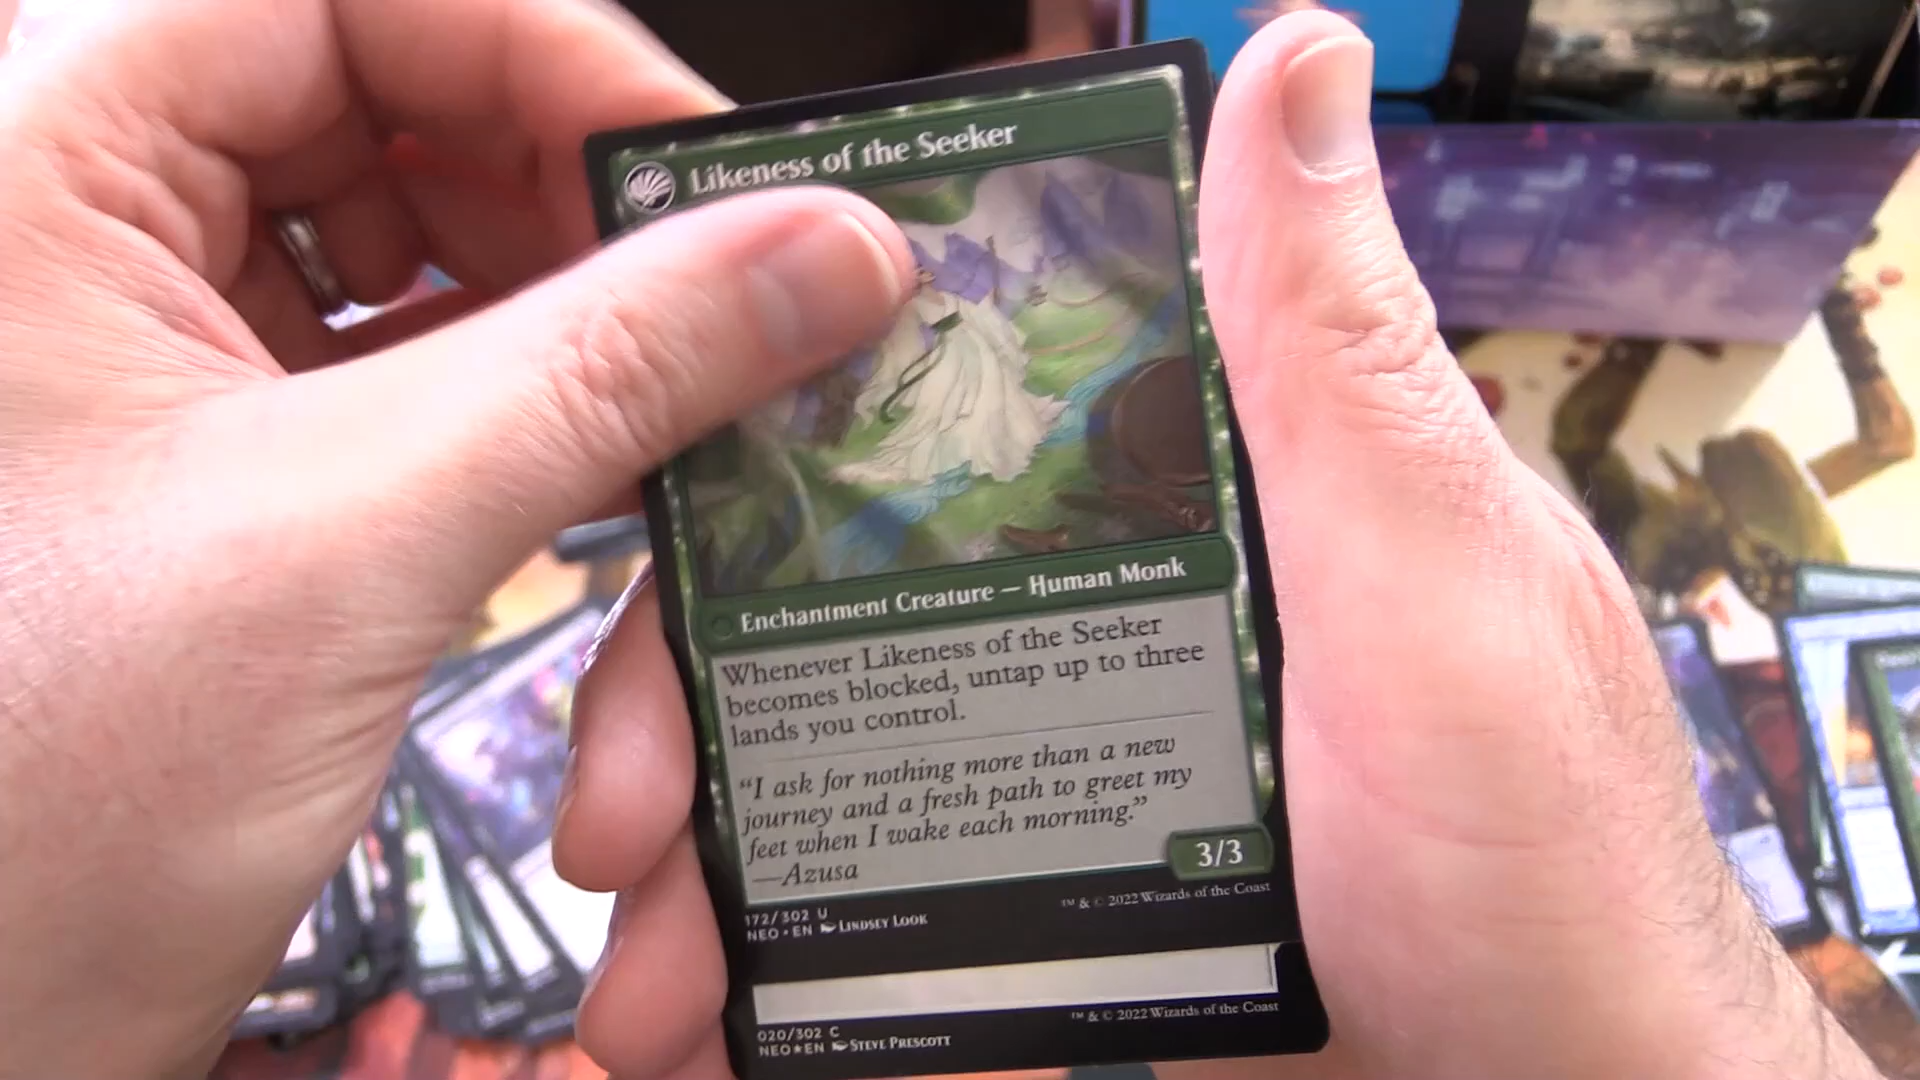 Likeness of the Seeker
Enchantment Creature — Human Monk
Whenever Likeness of the Seeker
becomes blocked, untap up to three
lands you control.
“I ask for nothing more than a new
journey and a fresh path to greet my
feet when I wake each morning.”
—Azusa
3/3
172/302 U
NEO • EN LINDSEY LOOK
™ & © 2022 Wizards of the Coast
020/302 C
NEO★EN STEVE PRESCOTT
™ & © 2022 Wizards of the Coast